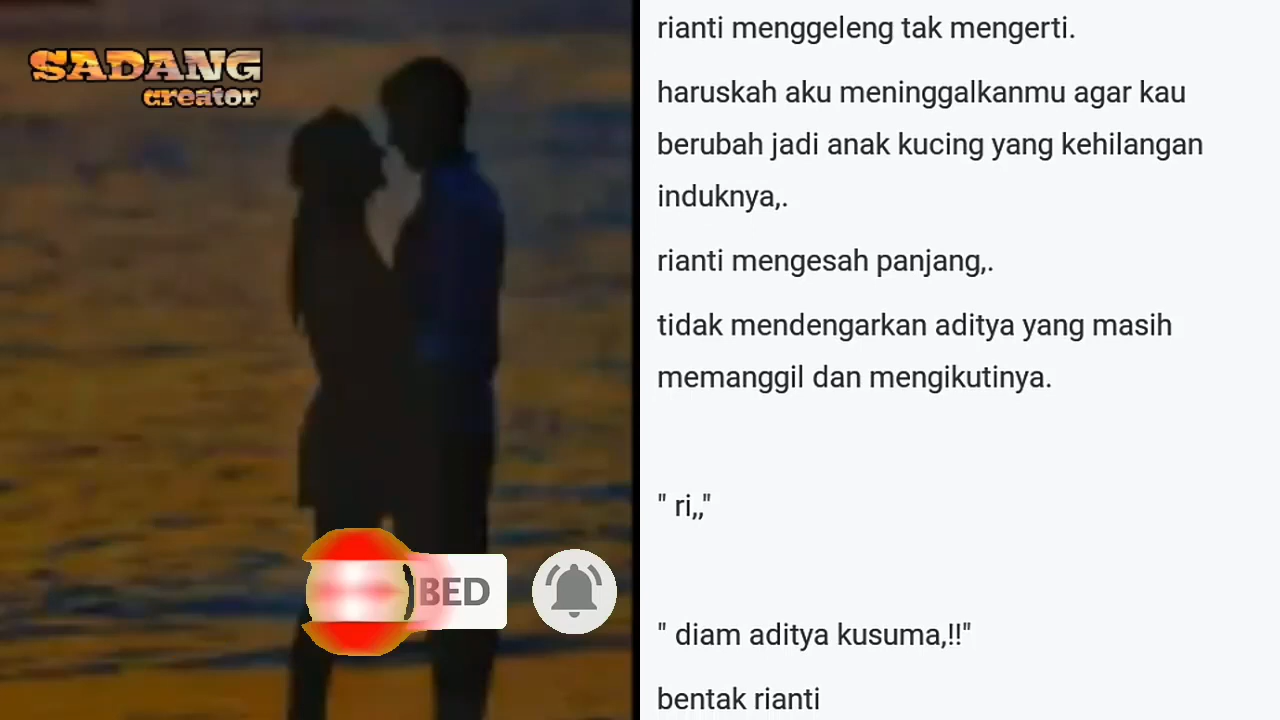 SADANG
creator
BED
rianti menggeleng tak mengerti.
haruskah aku meninggalkanmu agar kau
berubah jadi anak kucing yang kehilangan
induknya,.
rianti mengesah panjang,.
tidak mendengarkan aditya yang masih
memanggil dan mengikutinya.
" ri,,"
" diam aditya kusuma,!!"
bentak rianti